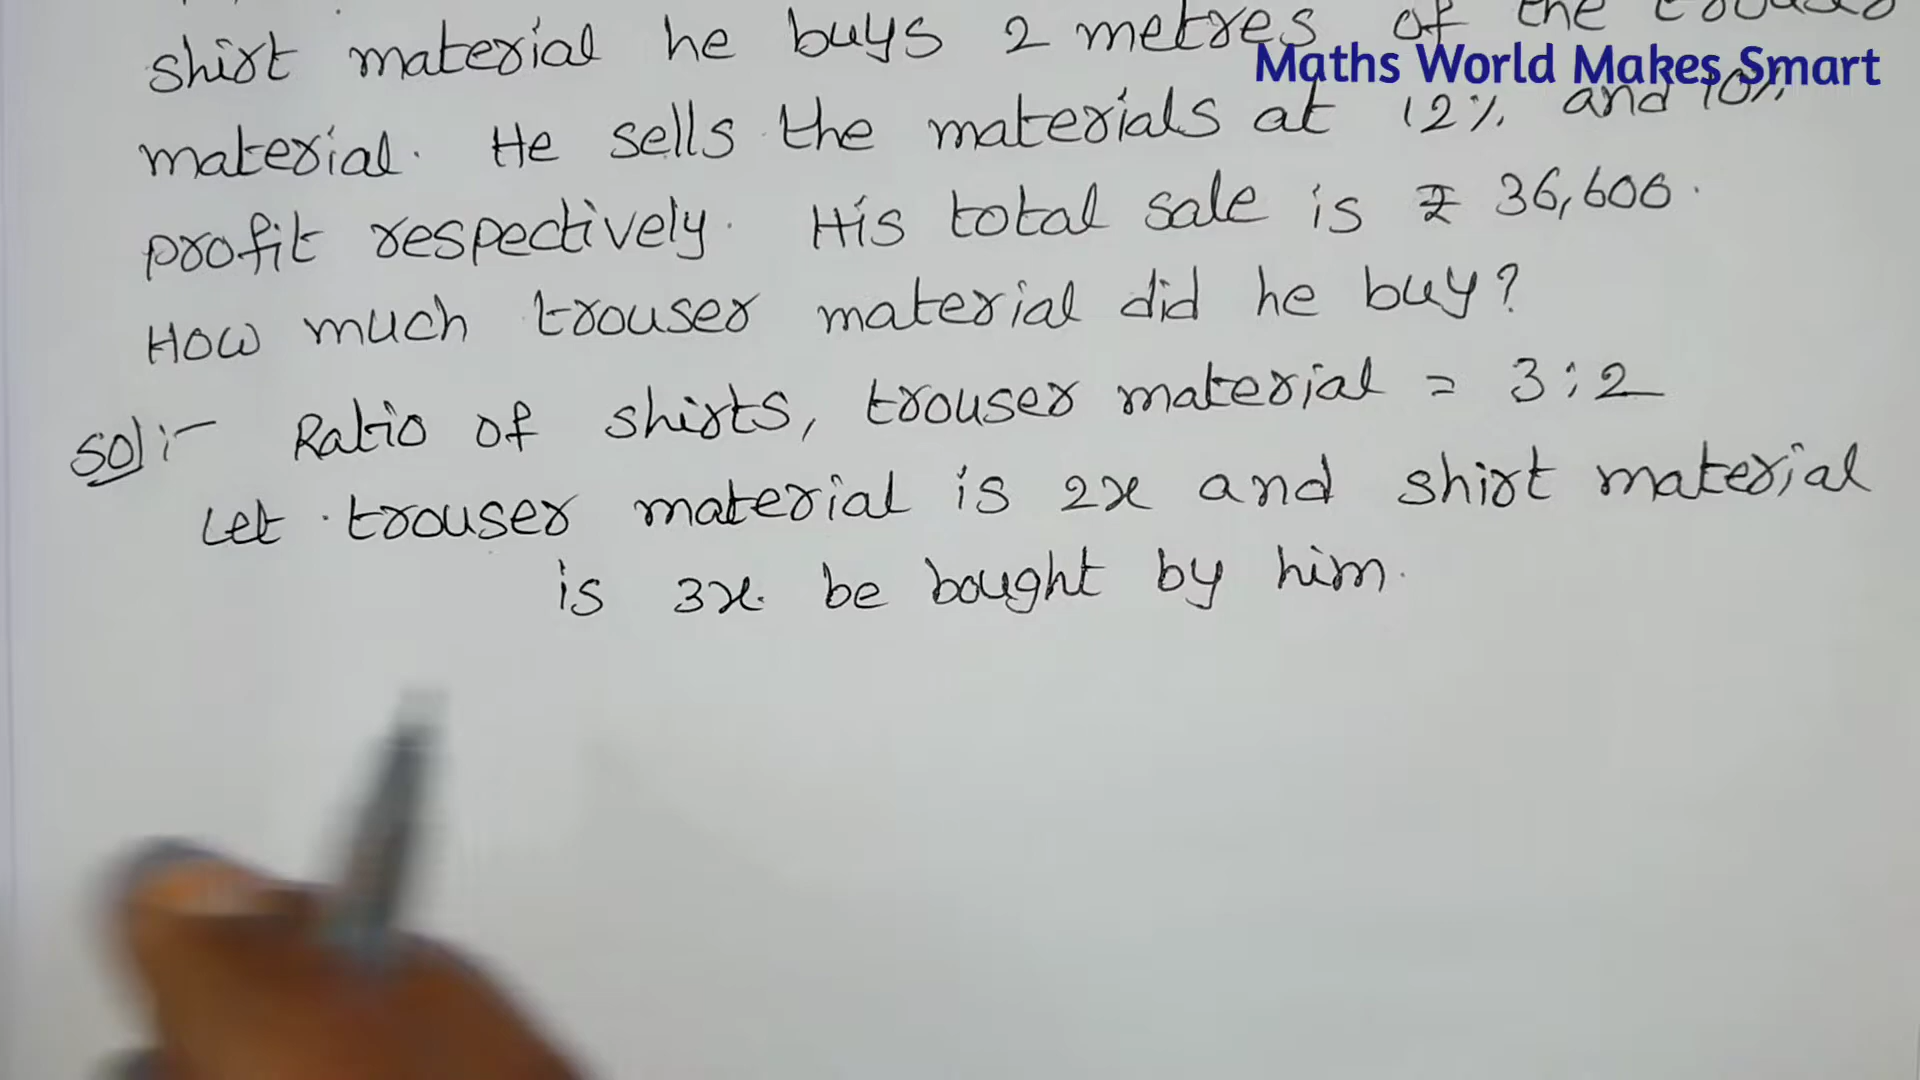 shirt material he buys 2 metres of the
Maths World Makes Smart
material. He sells the materials at 12% and 10%
profit respectively. His total sale is ₹ 36,600.
How much trouser material did he buy?
Sol:- Ratio of shirts, trouser material = 3:2
Let trouser material is 2x and shirt material
is 3x be bought by him.